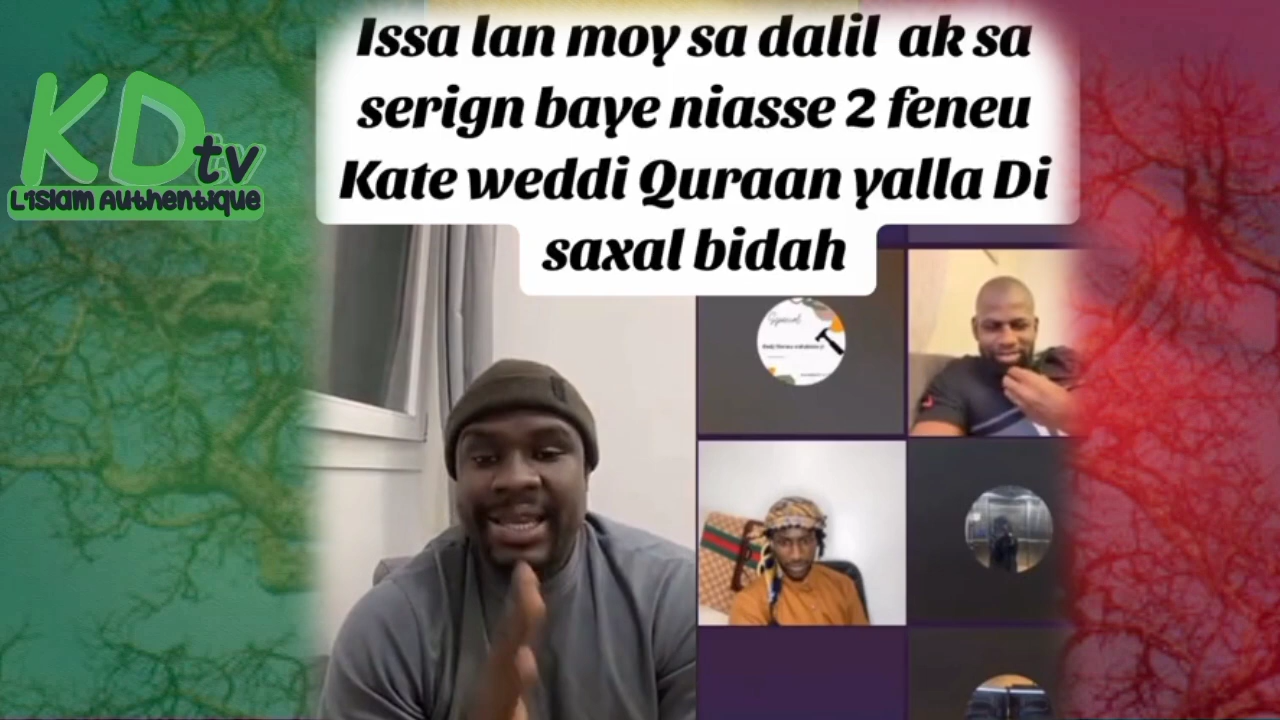 Issa lan moy sa dalil ak sa
serign baye niasse 2 feneu
Kate weddi Quraan yalla Di
saxal bidah
KD tv
L'islam Authentique
Special